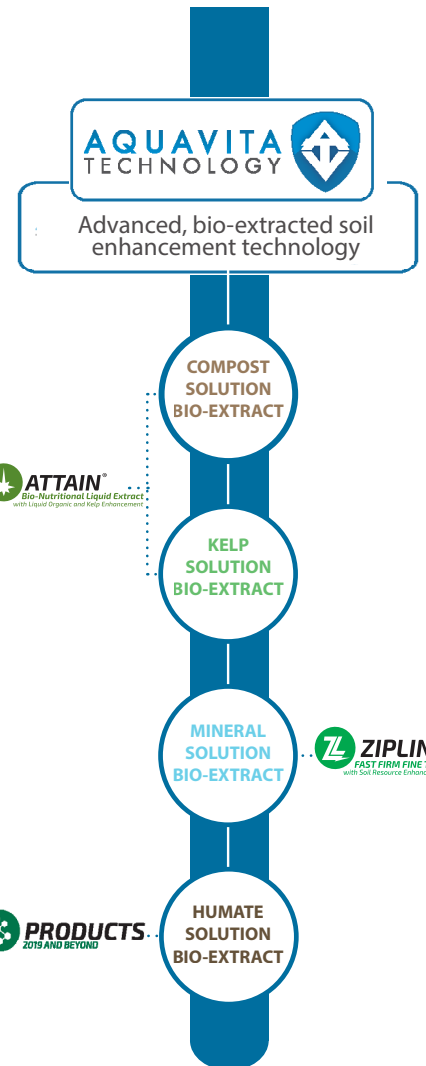 AQUAVITA
TECHNOLOGY
Advanced, bio-extracted soil
enhancement technology
COMPOST
SOLUTION
BIO-EXTRACT
ATTAIN®
Bio-Nutritional Liquid Extract
with Liquid Organic and Kelp Enhancement
KELP
SOLUTION
BIO-EXTRACT
MINERAL
SOLUTION
BIO-EXTRACT
ZIPLIN
FAST FIRM FINE
with Soil Resource Enhanc
HUMATE
SOLUTION
BIO-EXTRACT
PRODUCTS
2019 AND BEYOND